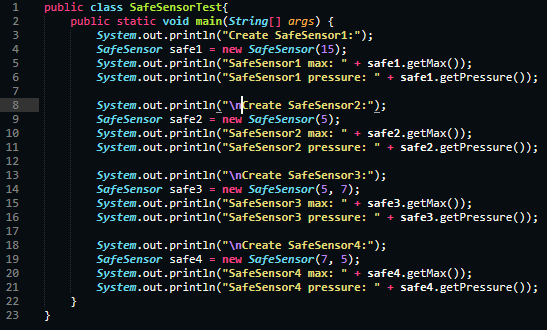 1 public class SafeSensorTest{
2     public static void main(String[] args) {
3         System.out.println("Create SafeSensor1:");
4         SafeSensor safe1 = new SafeSensor(15);
5         System.out.println("SafeSensor1 max: " + safe1.getMax());
6         System.out.println("SafeSensor1 pressure: " + safe1.getPressure());
7
8         System.out.println("\nCreate SafeSensor2:");
9         SafeSensor safe2 = new SafeSensor(5);
10         System.out.println("SafeSensor2 max: " + safe2.getMax());
11         System.out.println("SafeSensor2 pressure: " + safe2.getPressure());
12
13         System.out.println("\nCreate SafeSensor3:");
14         SafeSensor safe3 = new SafeSensor(5, 7);
15         System.out.println("SafeSensor3 max: " + safe3.getMax());
16         System.out.println("SafeSensor3 pressure: " + safe3.getPressure());
17
18         System.out.println("\nCreate SafeSensor4:");
19         SafeSensor safe4 = new SafeSensor(7, 5);
20         System.out.println("SafeSensor4 max: " + safe4.getMax());
21         System.out.println("SafeSensor4 pressure: " + safe4.getPressure());
22     }
23 }